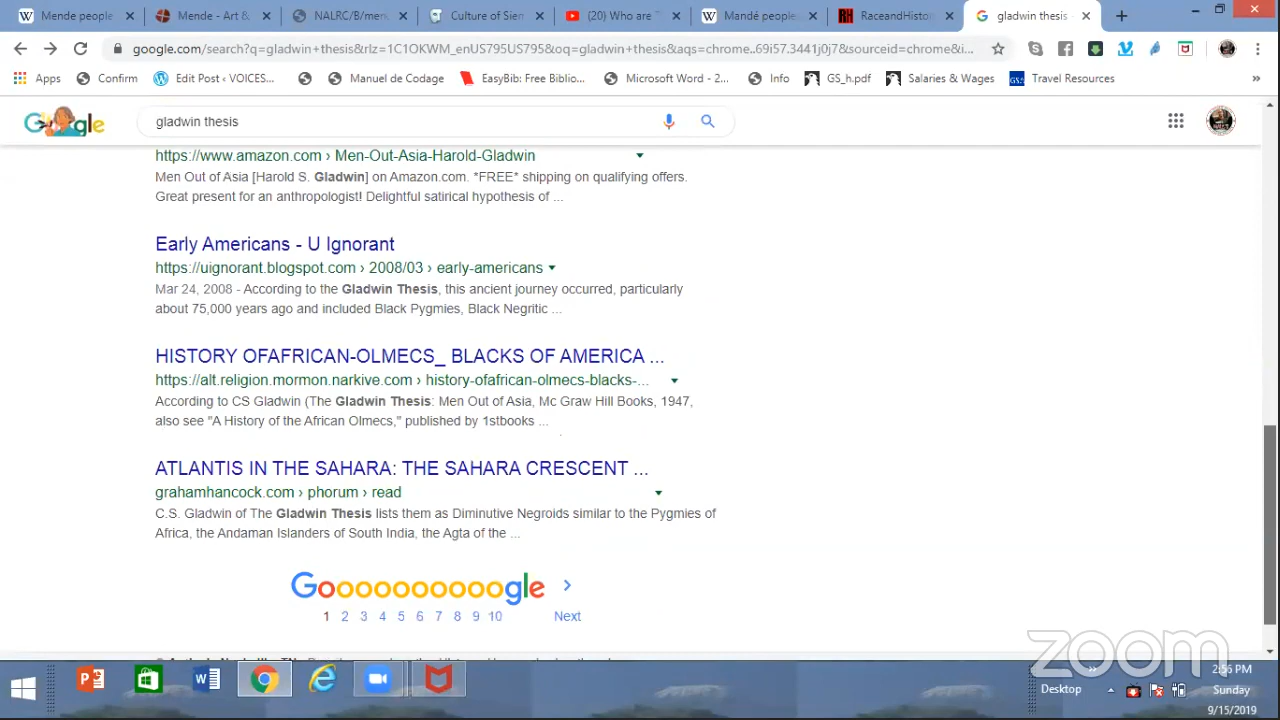 Mende people
Mende - Art &
NALRC/B/men
Culture of Sier
(20) Who are
Mandé people
RaceandHistor
gladwin thesis
google.com/search?q=gladwin+thesis&rlz=1C1OKWM_enUS795US795&oq=gladwin+thesis&aqs=chrome..69i57.3441j0j7&sourceid=chrome&i...
Apps
Confirm
Edit Post ‹ VOICES...
Manuel de Codage
EasyBib: Free Biblio...
Microsoft Word - 2...
Info
GS_h.pdf
Salaries & Wages
Travel Resources
gladwin thesis
https://www.amazon.com › Men-Out-Asia-Harold-Gladwin
Men Out of Asia [Harold S. Gladwin] on Amazon.com. *FREE* shipping on qualifying offers.
Great present for an anthropologist! Delightful satirical hypothesis of ...
Early Americans - U Ignorant
https://uignorant.blogspot.com › 2008/03 › early-americans
Mar 24, 2008 - According to the Gladwin Thesis, this ancient journey occurred, particularly
about 75,000 years ago and included Black Pygmies, Black Negritic ...
HISTORY OFAFRICAN-OLMECS_ BLACKS OF AMERICA ...
https://alt.religion.mormon.narkive.com › history-ofafrican-olmecs-blacks-...
According to CS Gladwin (The Gladwin Thesis: Men Out of Asia, Mc Graw Hill Books, 1947,
also see "A History of the African Olmecs," published by 1stbooks ...
ATLANTIS IN THE SAHARA: THE SAHARA CRESCENT ...
grahamhancock.com › phorum › read
C.S. Gladwin of The Gladwin Thesis lists them as Diminutive Negroids similar to the Pygmies of
Africa, the Andaman Islanders of South India, the Agta of the ...
Goooooooooogle
1 2 3 4 5 6 7 8 9 10 Next
zoom
Desktop
2:56 PM
Sunday
9/15/2019